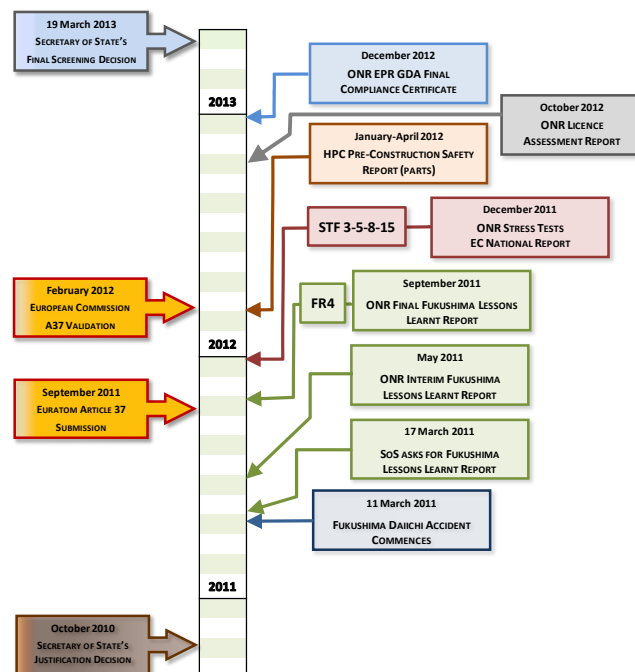 19 March 2013
Secretary of State's
Final Screening Decision
December 2012
ONR EPR GDA Final
Compliance Certificate
2013
October 2012
ONR Licence
Assessment Report
January-April 2012
HPC Pre-Construction Safety
Report (parts)
STF 3-5-8-15
December 2011
ONR Stress Tests
EC National Report
February 2012
European Commission
A37 Validation
September 2011
FR4
ONR Final Fukushima Lessons
Learnt Report
2012
May 2011
ONR Interim Fukushima
Lessons Learnt Report
September 2011
Euratom Article 37
Submission
17 March 2011
SoS asks for Fukushima
Lessons Learnt Report
11 March 2011
Fukushima Daiichi Accident
Commences
2011
October 2010
Secretary of State's
Justification Decision